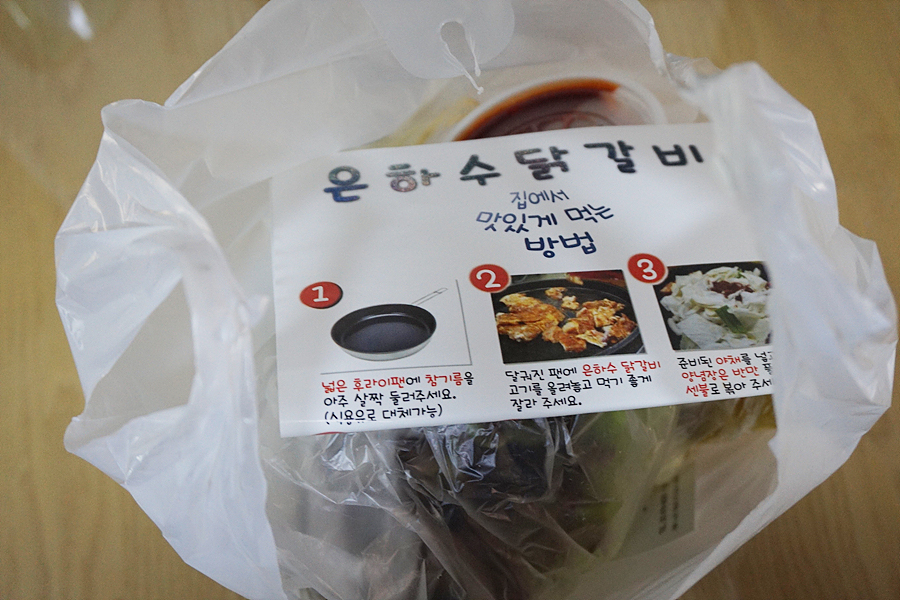 은하수 닭갈비
집에서
맛있게 먹는
방법
1
넓은 후라이팬에 참기름을
아주 살짝 둘러주세요.
(식용유로 대체가능)
2
달궈진 팬에 은하수 닭갈비
고기를 올려놓고 먹기 좋게
잘라 주세요.
3
준비된 야채를 넣고
양념장은 반만
센불로 볶아 주세